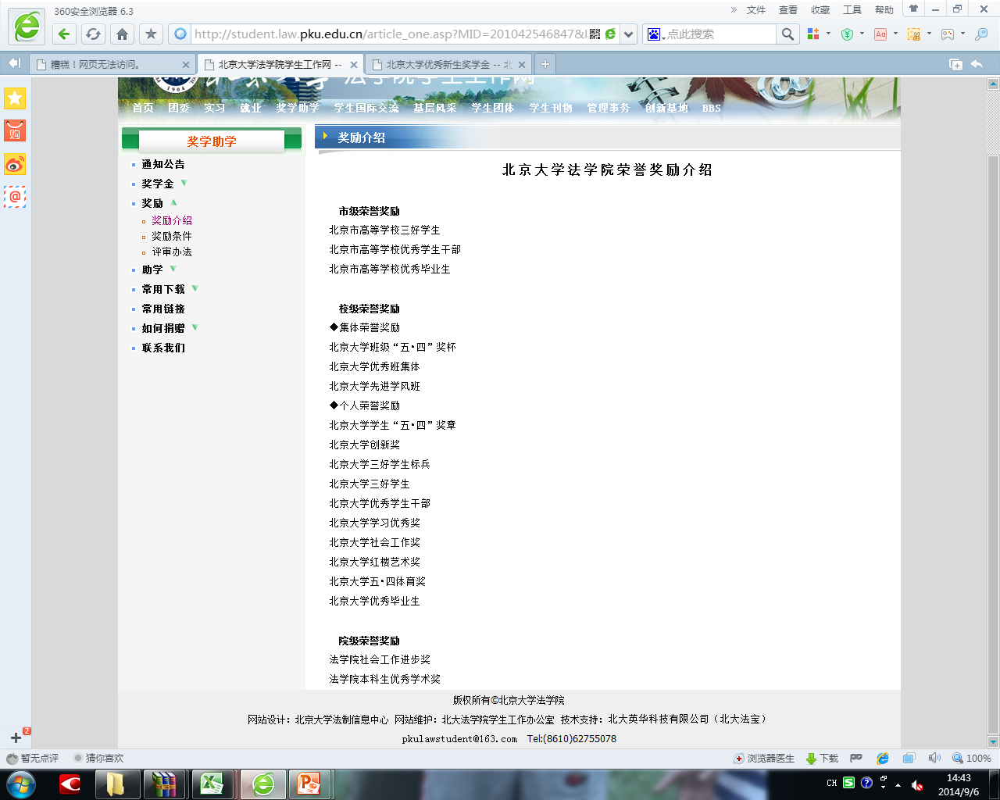 360安全浏览器 6.3
» 文件 查看 收藏 工具 帮助
http://student.law.pku.edu.cn/article_one.asp?MID=201042546847&l
点此搜索
糟糕！网页无法访问。
北京大学法学院学生工作网 --
北京大学优秀新生奖学金 -- 北
1904
法学院学生工作网
首页 团委 实习 就业 奖学助学 学生国际交流 基层风采 学生团体 学生刊物 管理事务 创新基地 BBS
购
奖学助学
通知公告
奖学金
奖励
奖励介绍
奖励条件
评审办法
助学
常用下载
常用链接
如何捐赠
联系我们
奖励介绍
北京大学法学院荣誉奖励介绍
市级荣誉奖励
北京市高等学校三好学生
北京市高等学校优秀学生干部
北京市高等学校优秀毕业生
校级荣誉奖励
◆集体荣誉奖励
北京大学班级“五•四”奖杯
北京大学优秀班集体
北京大学先进学风班
◆个人荣誉奖励
北京大学学生“五•四”奖章
北京大学创新奖
北京大学三好学生标兵
北京大学三好学生
北京大学优秀学生干部
北京大学学习优秀奖
北京大学社会工作奖
北京大学红楼艺术奖
北京大学五•四体育奖
北京大学优秀毕业生
院级荣誉奖励
法学院社会工作进步奖
法学院本科生优秀学术奖
版权所有©北京大学法学院
网站设计：北京大学法制信息中心 网站维护：北大法学院学生工作办公室 技术支持：北大英华科技有限公司（北大法宝）
pkulawstudent@163.com Tel:(8610)62755078
2
暂无点评 猜你喜欢
浏览器医生 下载 100%
CH
14:43
2014/9/6